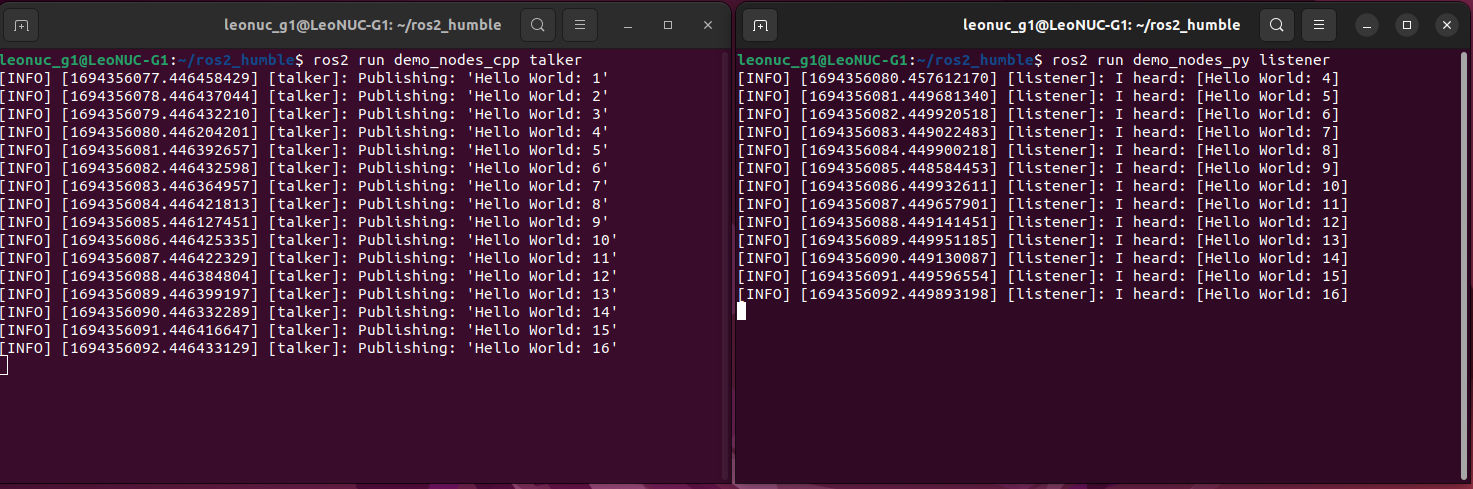 leonuc_g1@LeoNUC-G1: ~/ros2_humble
leonuc_g1@LeoNUC-G1:~/ros2_humble$ ros2 run demo_nodes_cpp talker
[INFO] [1694356077.446458429] [talker]: Publishing: 'Hello World: 1'
[INFO] [1694356078.446437044] [talker]: Publishing: 'Hello World: 2'
[INFO] [1694356079.446432210] [talker]: Publishing: 'Hello World: 3'
[INFO] [1694356080.446204201] [talker]: Publishing: 'Hello World: 4'
[INFO] [1694356081.446392657] [talker]: Publishing: 'Hello World: 5'
[INFO] [1694356082.446432598] [talker]: Publishing: 'Hello World: 6'
[INFO] [1694356083.446364957] [talker]: Publishing: 'Hello World: 7'
[INFO] [1694356084.446421813] [talker]: Publishing: 'Hello World: 8'
[INFO] [1694356085.446127451] [talker]: Publishing: 'Hello World: 9'
[INFO] [1694356086.446425335] [talker]: Publishing: 'Hello World: 10'
[INFO] [1694356087.446422329] [talker]: Publishing: 'Hello World: 11'
[INFO] [1694356088.446384804] [talker]: Publishing: 'Hello World: 12'
[INFO] [1694356089.446399197] [talker]: Publishing: 'Hello World: 13'
[INFO] [1694356090.446332289] [talker]: Publishing: 'Hello World: 14'
[INFO] [1694356091.446416647] [talker]: Publishing: 'Hello World: 15'
[INFO] [1694356092.446433129] [talker]: Publishing: 'Hello World: 16'
leonuc_g1@LeoNUC-G1: ~/ros2_humble
leonuc_g1@LeoNUC-G1:~/ros2_humble$ ros2 run demo_nodes_py listener
[INFO] [1694356080.457612170] [listener]: I heard: [Hello World: 4]
[INFO] [1694356081.449681340] [listener]: I heard: [Hello World: 5]
[INFO] [1694356082.449920518] [listener]: I heard: [Hello World: 6]
[INFO] [1694356083.449022483] [listener]: I heard: [Hello World: 7]
[INFO] [1694356084.449900218] [listener]: I heard: [Hello World: 8]
[INFO] [1694356085.448584453] [listener]: I heard: [Hello World: 9]
[INFO] [1694356086.449932611] [listener]: I heard: [Hello World: 10]
[INFO] [1694356087.449657901] [listener]: I heard: [Hello World: 11]
[INFO] [1694356088.449141451] [listener]: I heard: [Hello World: 12]
[INFO] [1694356089.449951185] [listener]: I heard: [Hello World: 13]
[INFO] [1694356090.449130087] [listener]: I heard: [Hello World: 14]
[INFO] [1694356091.449596554] [listener]: I heard: [Hello World: 15]
[INFO] [1694356092.449893198] [listener]: I heard: [Hello World: 16]